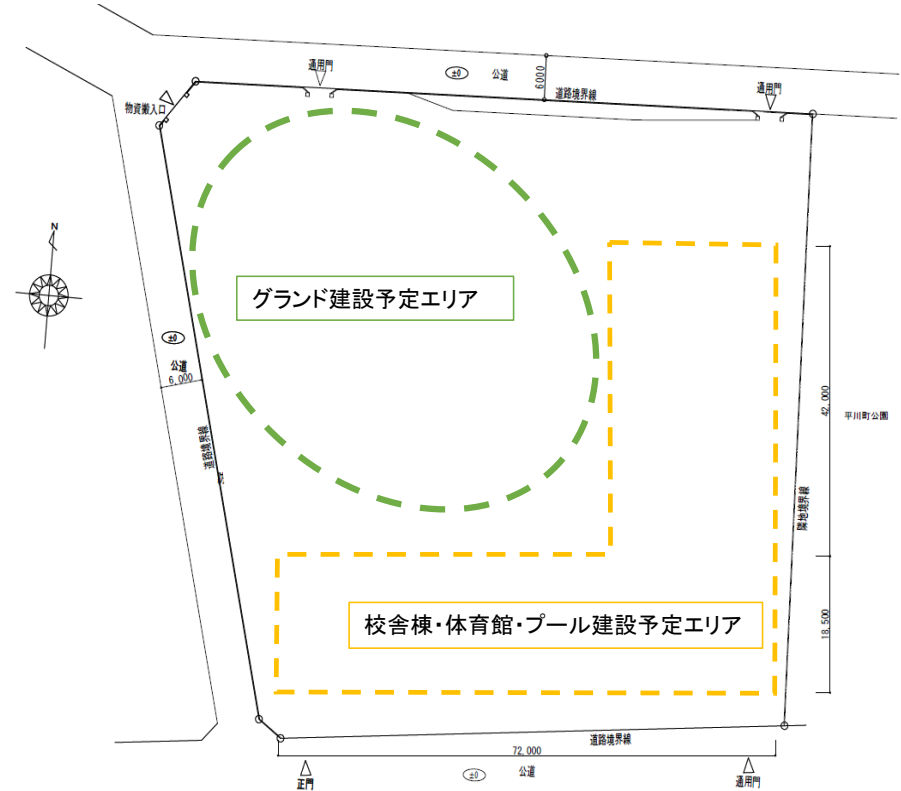 通用門
±0
公道
6000
道路境界線
通用門
物資搬入口
N
グランド建設予定エリア
±0
公道
6,000
道路境界線
42,000
平川町公園
隣地境界線
校舎棟・体育館・プール建設予定エリア
18,500
道路境界線
72,000
正門
±0
公道
通用門